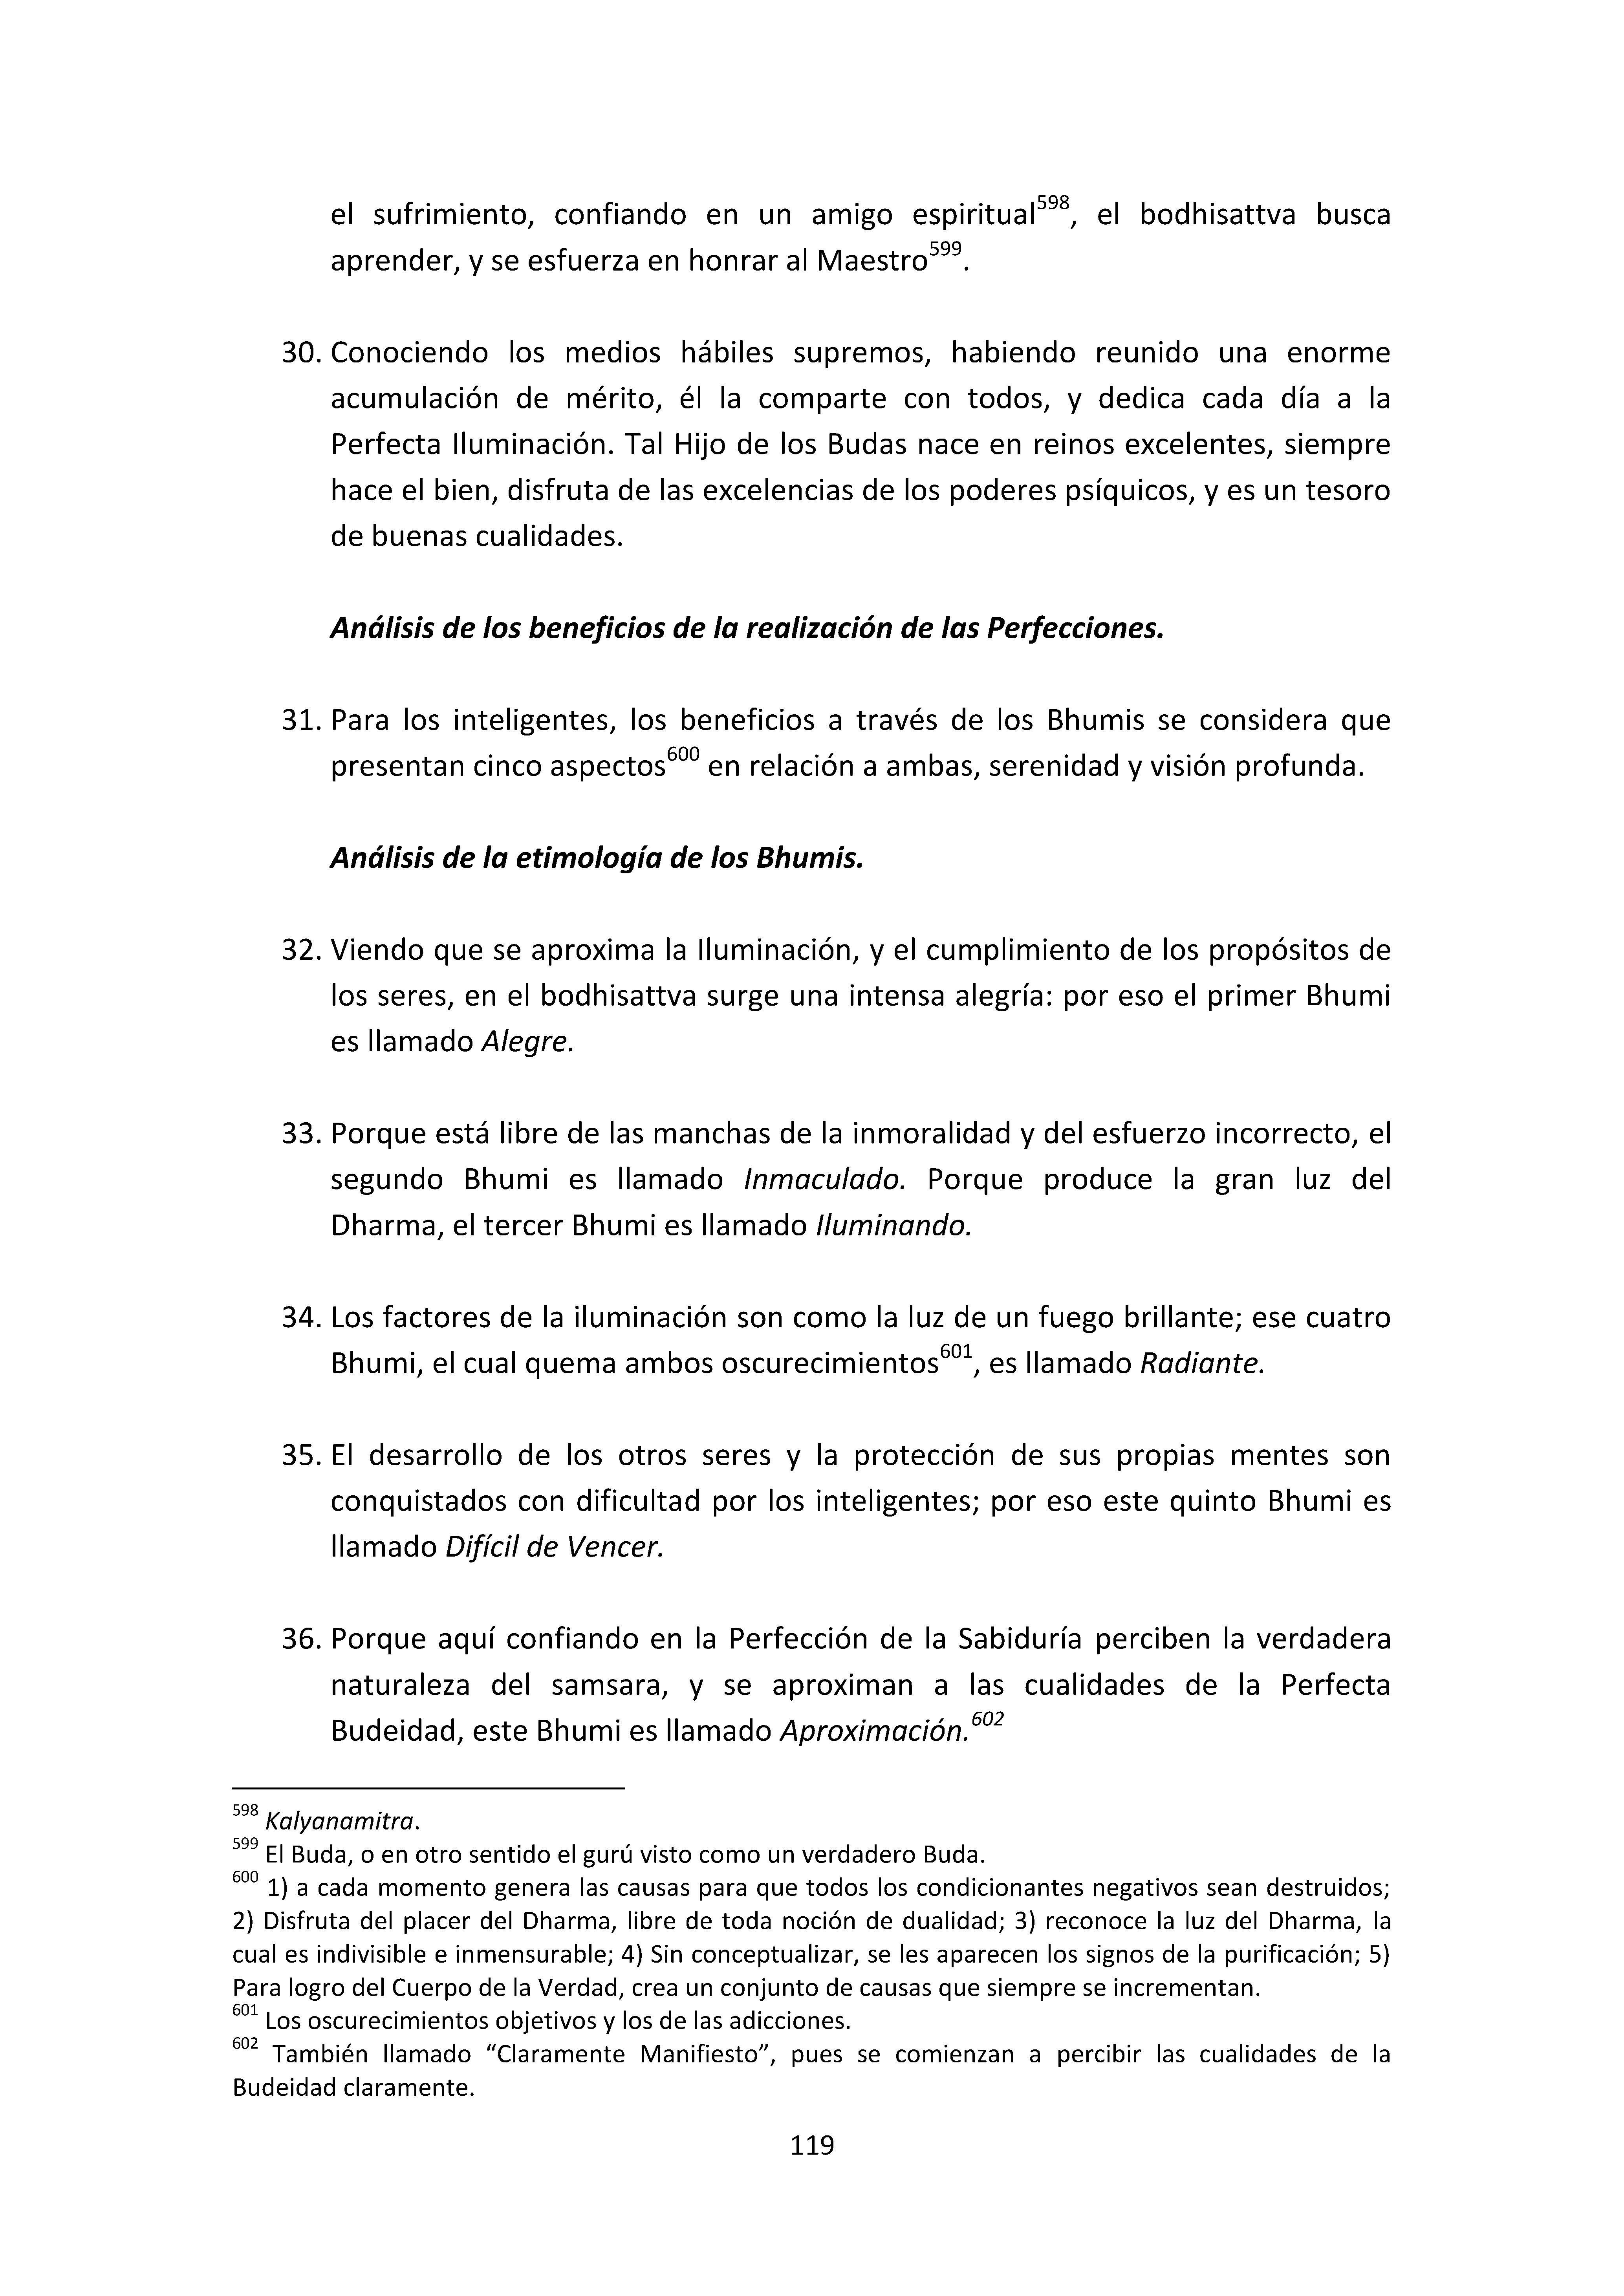 el sufrimiento, confiando en un amigo espiritual598, el bodhisattva busca
aprender, y se esfuerza en honrar al Maestro599.
30. Conociendo los medios hábiles supremos, habiendo reunido una enorme
acumulación de mérito, él la comparte con todos, y dedica cada día a la
Perfecta Iluminación. Tal Hijo de los Budas nace en reinos excelentes, siempre
hace el bien, disfruta de las excelencias de los poderes psíquicos, y es un tesoro
de buenas cualidades.
Análisis de los beneficios de la realización de las Perfecciones.
31. Para los inteligentes, los beneficios a través de los Bhumis se considera que
presentan cinco aspectos600 en relación a ambas, serenidad y visión profunda.
Análisis de la etimología de los Bhumis.
32. Viendo que se aproxima la Iluminación, y el cumplimiento de los propósitos de
los seres, en el bodhisattva surge una intensa alegría: por eso el primer Bhumi
es llamado Alegre.
33. Porque está libre de las manchas de la inmoralidad y del esfuerzo incorrecto, el
segundo Bhumi es llamado Inmaculado. Porque produce la gran luz del
Dharma, el tercer Bhumi es llamado Iluminando.
34. Los factores de la iluminación son como la luz de un fuego brillante; ese cuatro
Bhumi, el cual quema ambos oscurecimientos601, es llamado Radiante.
35. El desarrollo de los otros seres y la protección de sus propias mentes son
conquistados con dificultad por los inteligentes; por eso este quinto Bhumi es
llamado Difícil de Vencer.
36. Porque aquí confiando en la Perfección de la Sabiduría perciben la verdadera
naturaleza del samsara, y se aproximan a las cualidades de la Perfecta
Budeidad, este Bhumi es llamado Aproximación.602
598 Kalyanamitra.
599 El Buda, o en otro sentido el gurú visto como un verdadero Buda.
600 1) a cada momento genera las causas para que todos los condicionantes negativos sean destruidos;
2) Disfruta del placer del Dharma, libre de toda noción de dualidad; 3) reconoce la luz del Dharma, la
cual es indivisible e inmensurable; 4) Sin conceptualizar, se les aparecen los signos de la purificación; 5)
Para logro del Cuerpo de la Verdad, crea un conjunto de causas que siempre se incrementan.
601 Los oscurecimientos objetivos y los de las adicciones.
602 También llamado “Claramente Manifiesto”, pues se comienzan a percibir las cualidades de la
Budeidad claramente.
119